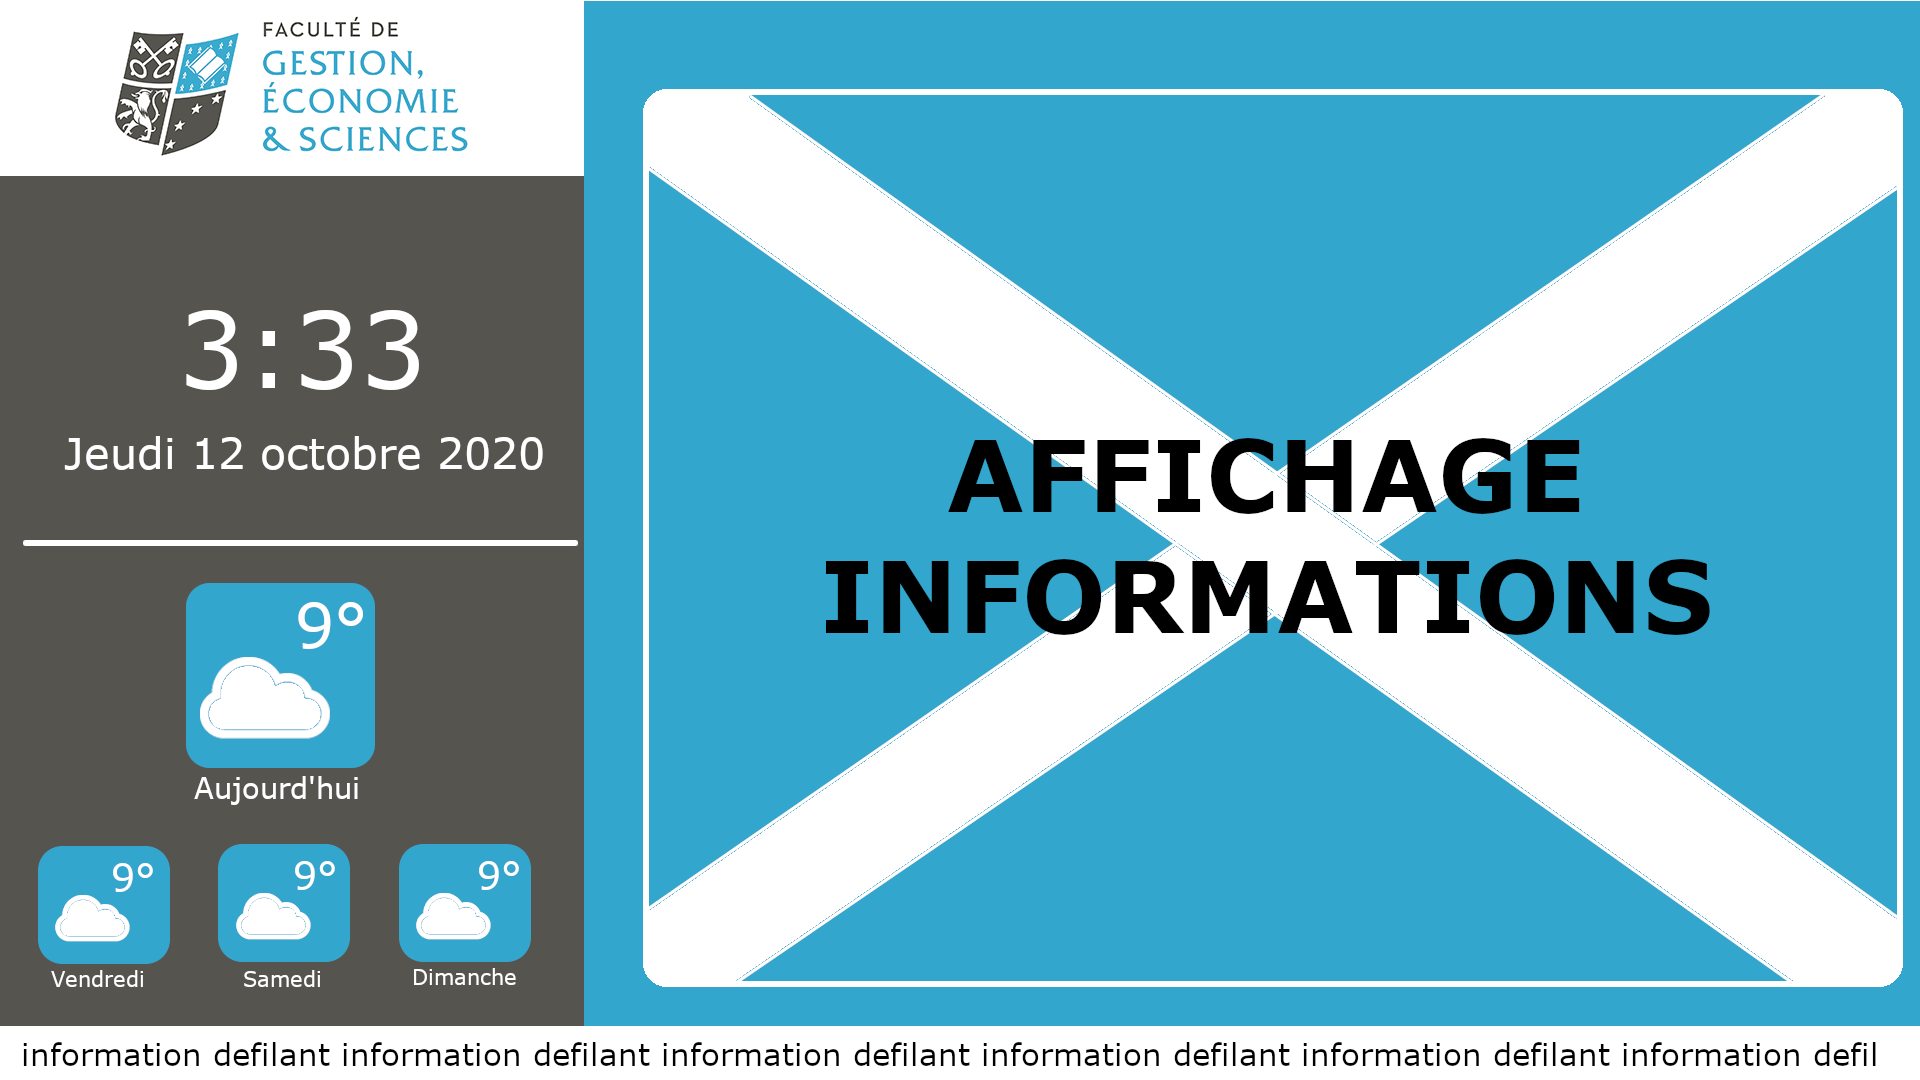 FACULTÉ DE
GESTION,
ÉCONOMIE
& SCIENCES
3:33
Jeudi 12 octobre 2020
9°
Aujourd'hui
9°
9°
9°
Vendredi
Samedi
Dimanche
AFFICHAGE
INFORMATIONS
information defilant information defilant information defilant information defilant information defilant information defil